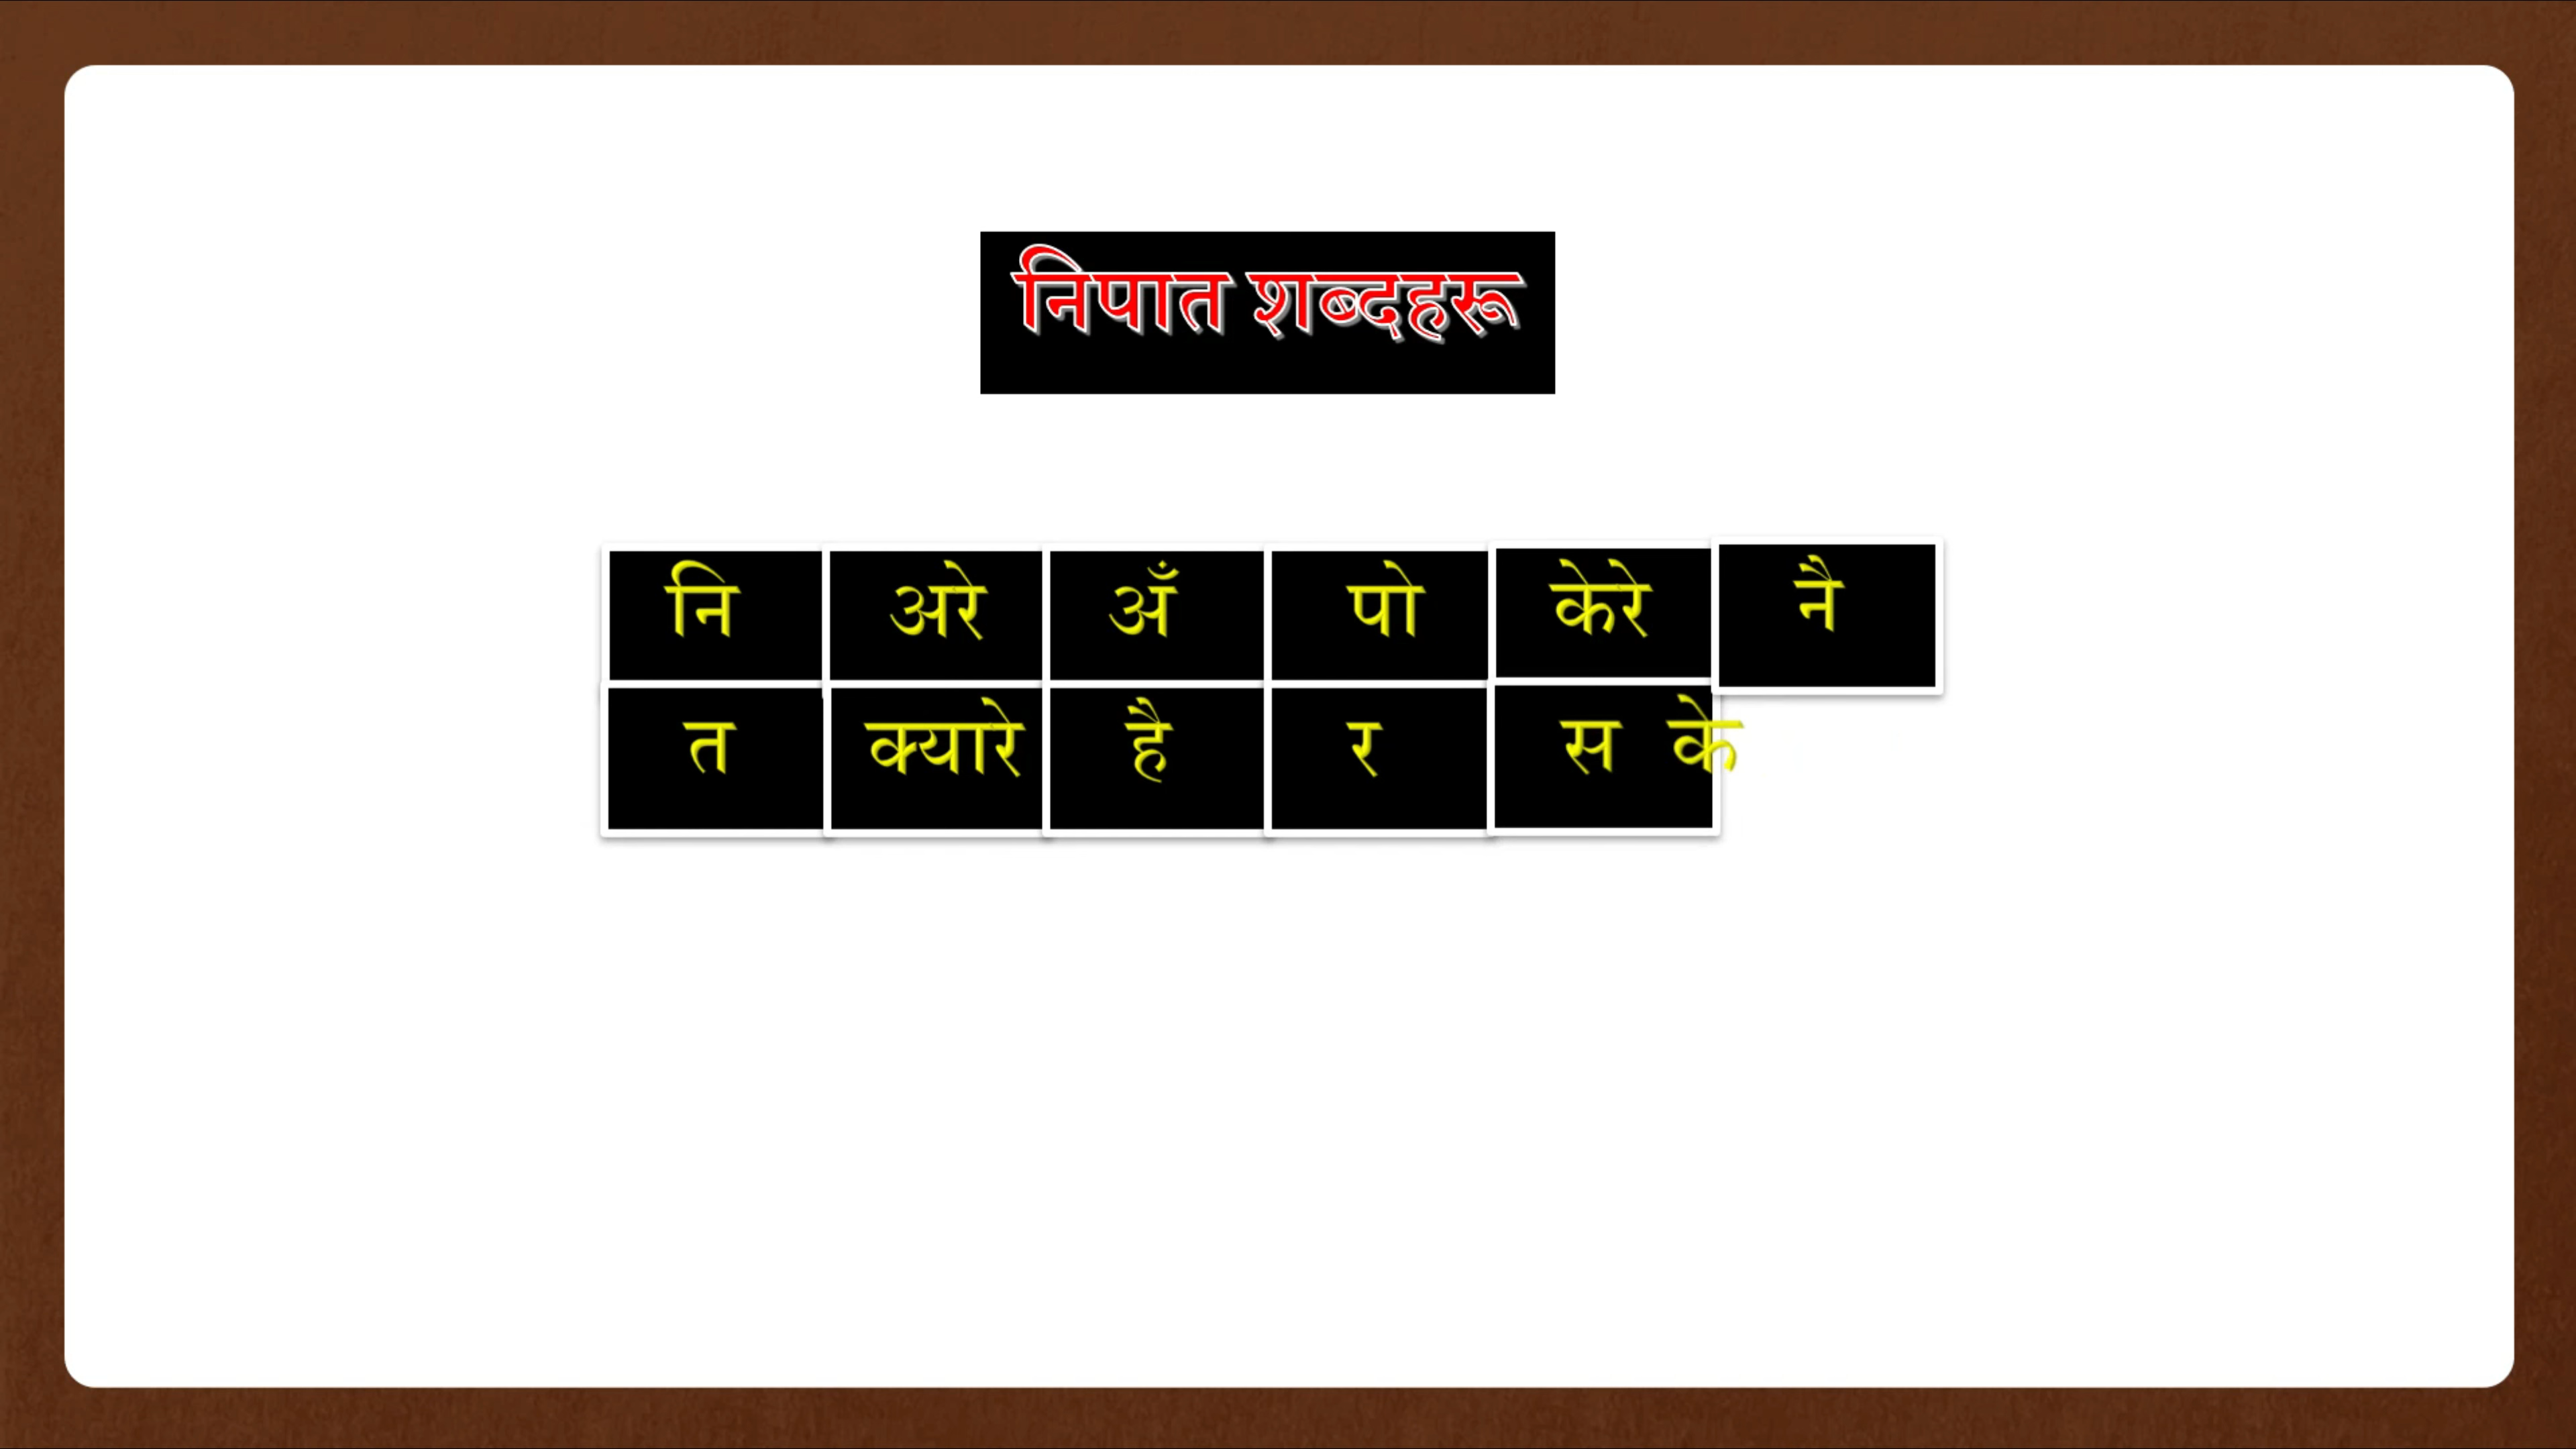 निपात शब्दहरू
नि अरे अँ पो केरे नै
त क्यारे है र स के